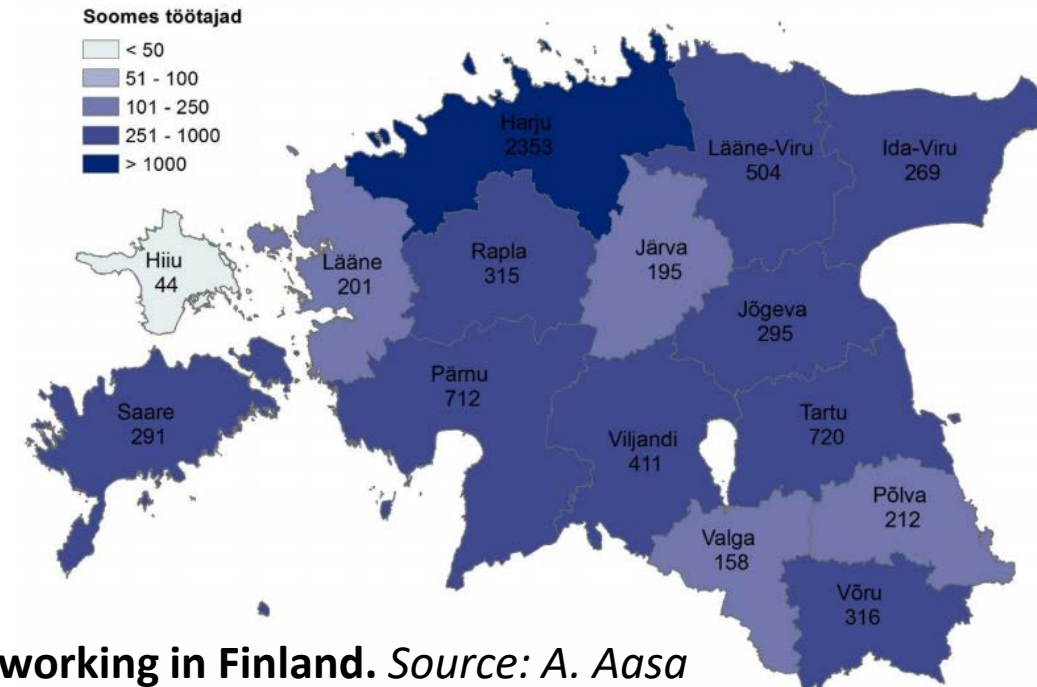 Soomes töötajad
< 50
51 - 100
101 - 250
251 - 1000
> 1000
Harju
2353
Lääne-Viru
504
Ida-Viru
269
Hiiu
44
Lääne
201
Rapla
315
Järva
195
Jõgeva
295
Saare
291
Pärnu
712
Viljandi
411
Tartu
720
Põlva
212
Valga
158
Võru
316
working in Finland. Source: A. Aasa